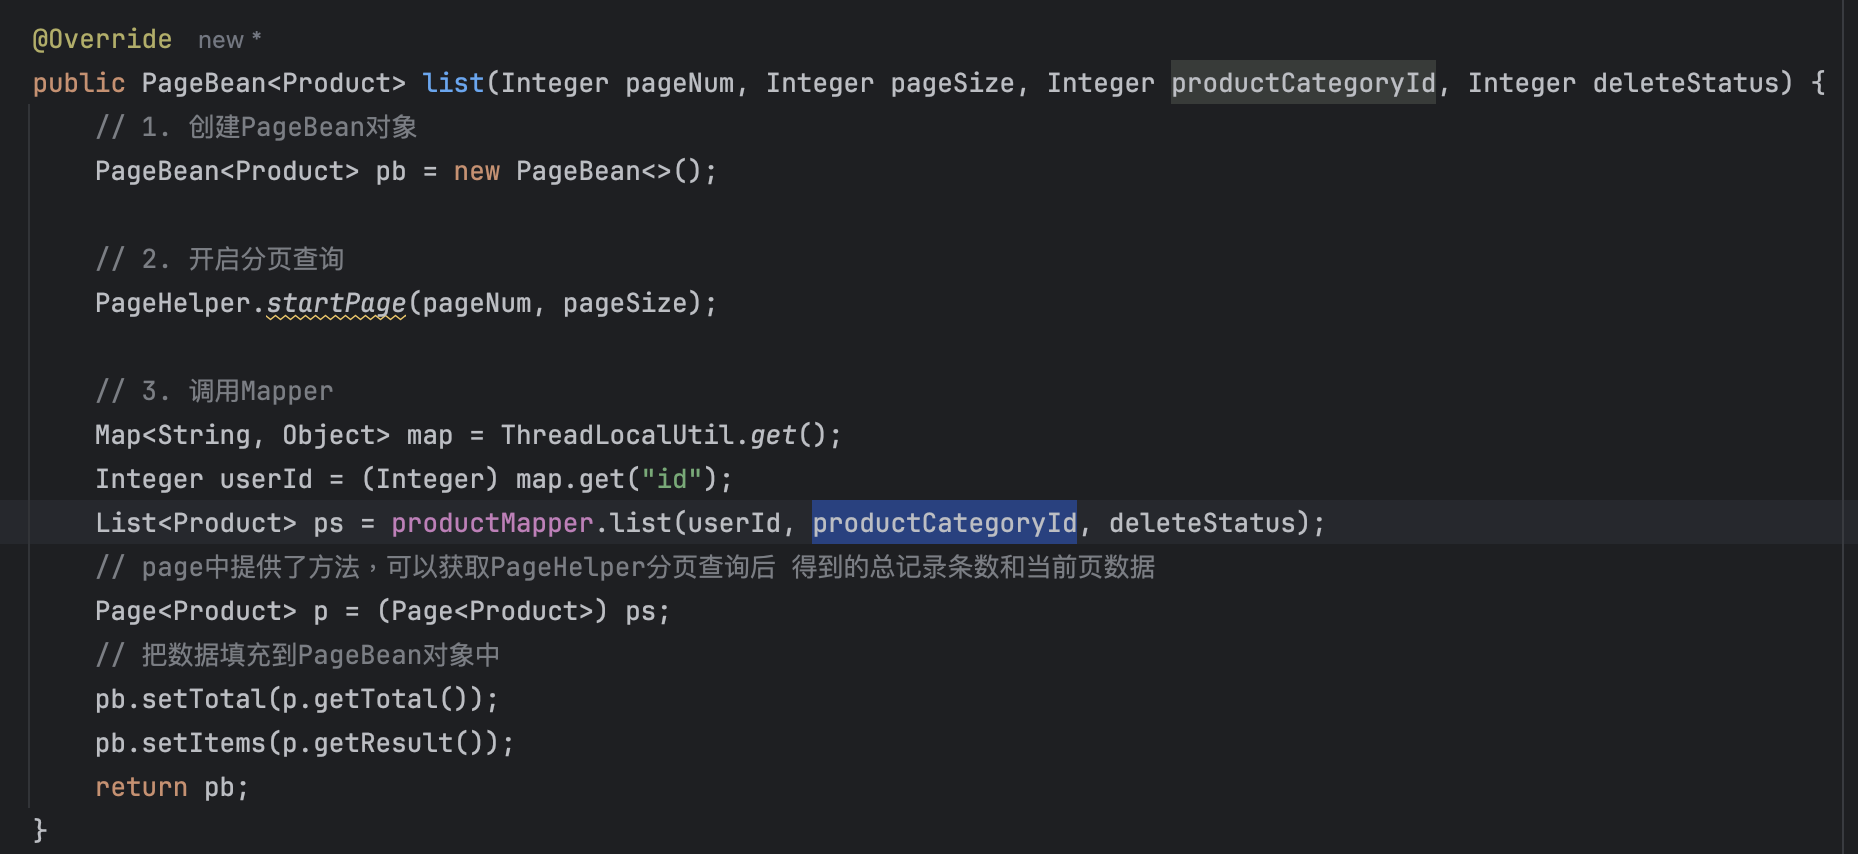 @Override new *
public PageBean<Product> list(Integer pageNum, Integer pageSize, Integer productCategoryId, Integer deleteStatus) {
// 1. 创建PageBean对象
PageBean<Product> pb = new PageBean<>();
// 2. 开启分页查询
PageHelper.startPage(pageNum, pageSize);
// 3. 调用Mapper
Map<String, Object> map = ThreadLocalUtil.get();
Integer userId = (Integer) map.get("id");
List<Product> ps = productMapper.list(userId, productCategoryId, deleteStatus);
// page中提供了方法，可以获取PageHelper分页查询后 得到的总记录条数和当前页数据
Page<Product> p = (Page<Product>) ps;
// 把数据填充到PageBean对象中
pb.setTotal(p.getTotal());
pb.setItems(p.getResult());
return pb;
}